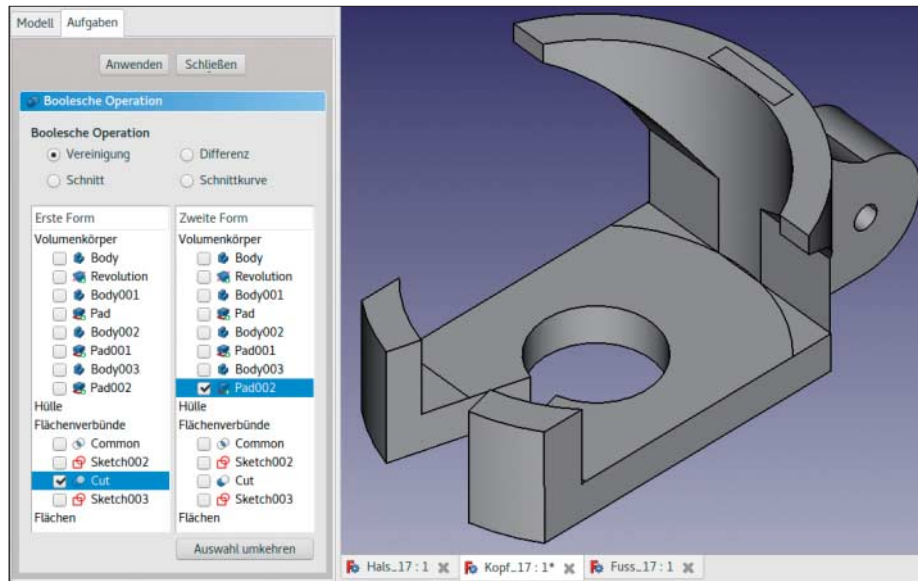 Modell Aufgaben
Anwenden Schließen
Boolesche Operation
Boolesche Operation
Vereinigung Differenz
Schnitt Schnittkurve
Erste Form
Volumenkörper
Body
Revolution
Body001
Pad
Body002
Pad001
Body003
Pad002
Hülle
Flächenverbünde
Common
Sketch002
Cut
Sketch003
Flächen
Zweite Form
Volumenkörper
Body
Revolution
Body001
Pad
Body002
Pad001
Body003
Pad002
Hülle
Flächenverbünde
Common
Sketch002
Cut
Sketch003
Flächen
Auswahl umkehren
Hals_17 : 1 Kopf_17 : 1* Fuss_17 : 1